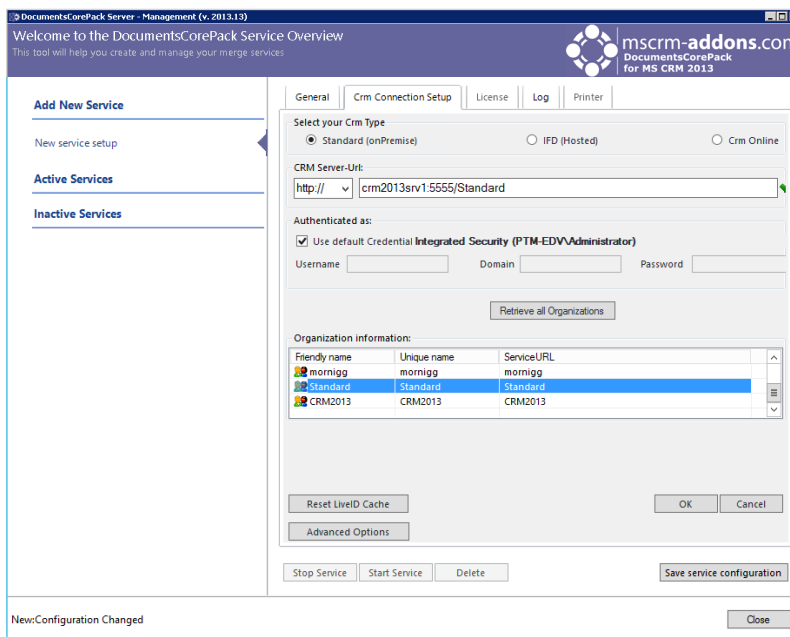 DocumentsCorePack Server - Management (v. 2013.13)
Welcome to the DocumentsCorePack Service Overview
This tool will help you create and manage your merge services
mscrm-addons.com
DocumentsCorePack
for MS CRM 2013
Add New Service
New service setup
Active Services
Inactive Services
General Crm Connection Setup License Log Printer
Select your Crm Type
Standard (onPremise) IFD (Hosted) Crm Online
CRM Server-Url:
http:// crm2013srv1:5555/Standard
Authenticated as:
Use default Credential Integrated Security (PTM-EDV\Administrator)
Username Domain Password
Retrieve all Organizations
Organization information:
Friendly name Unique name ServiceURL
mornigg mornigg mornigg
Standard Standard Standard
CRM2013 CRM2013 CRM2013
Reset LiveID Cache OK Cancel
Advanced Options
Stop Service Start Service Delete Save service configuration
New:Configuration Changed Close